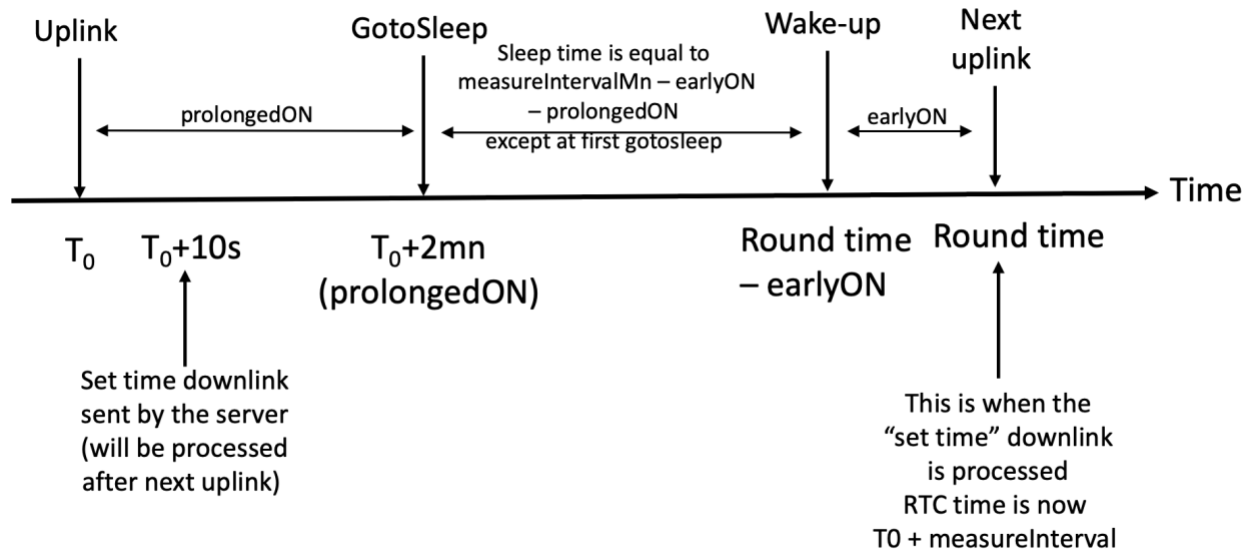 Uplink
GotoSleep
Wake-up
Next
uplink
Sleep time is equal to
measureIntervalMn – earlyON
– prolongedON
except at first gotosleep
prolongedON
earlyON
Time
T₀
T₀+10s
T₀+2mn
(prolongedON)
Round time
– earlyON
Round time
Set time downlink
sent by the server
(will be processed
after next uplink)
This is when the
“set time” downlink
is processed
RTC time is now
T0 + measureInterval